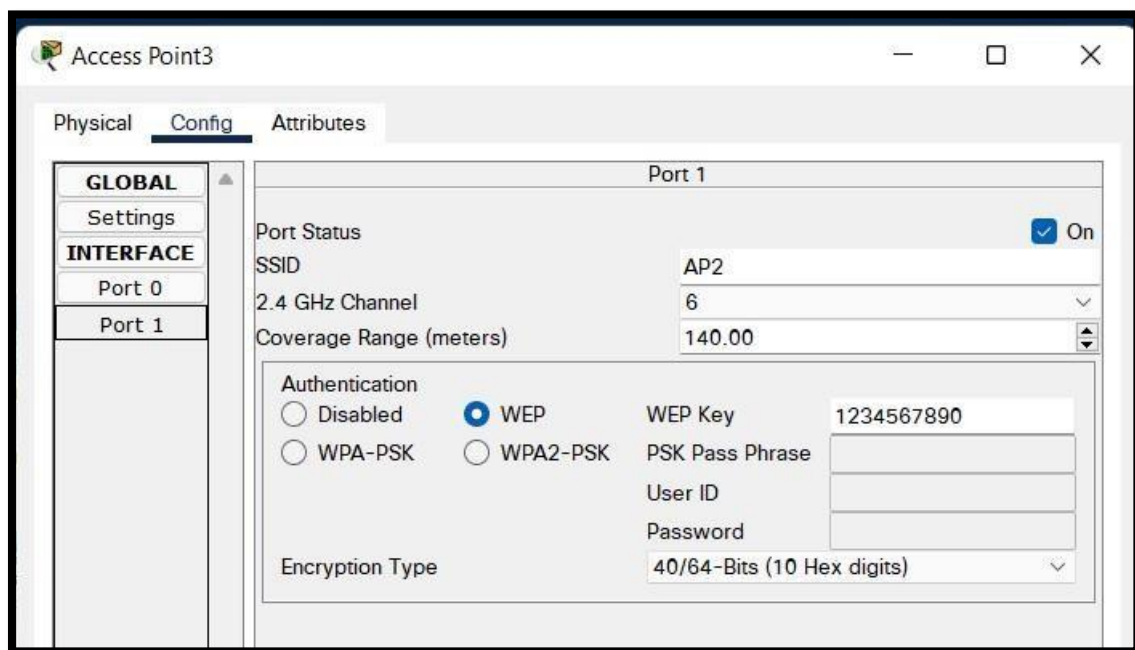 Access Point3
Physical Config Attributes
GLOBAL
Settings
INTERFACE
Port 0
Port 1
Port 1
Port Status On
SSID AP2
2.4 GHz Channel 6
Coverage Range (meters) 140.00
Authentication
Disabled WEP WEP Key 1234567890
WPA-PSK WPA2-PSK PSK Pass Phrase
User ID
Password
Encryption Type 40/64-Bits (10 Hex digits)